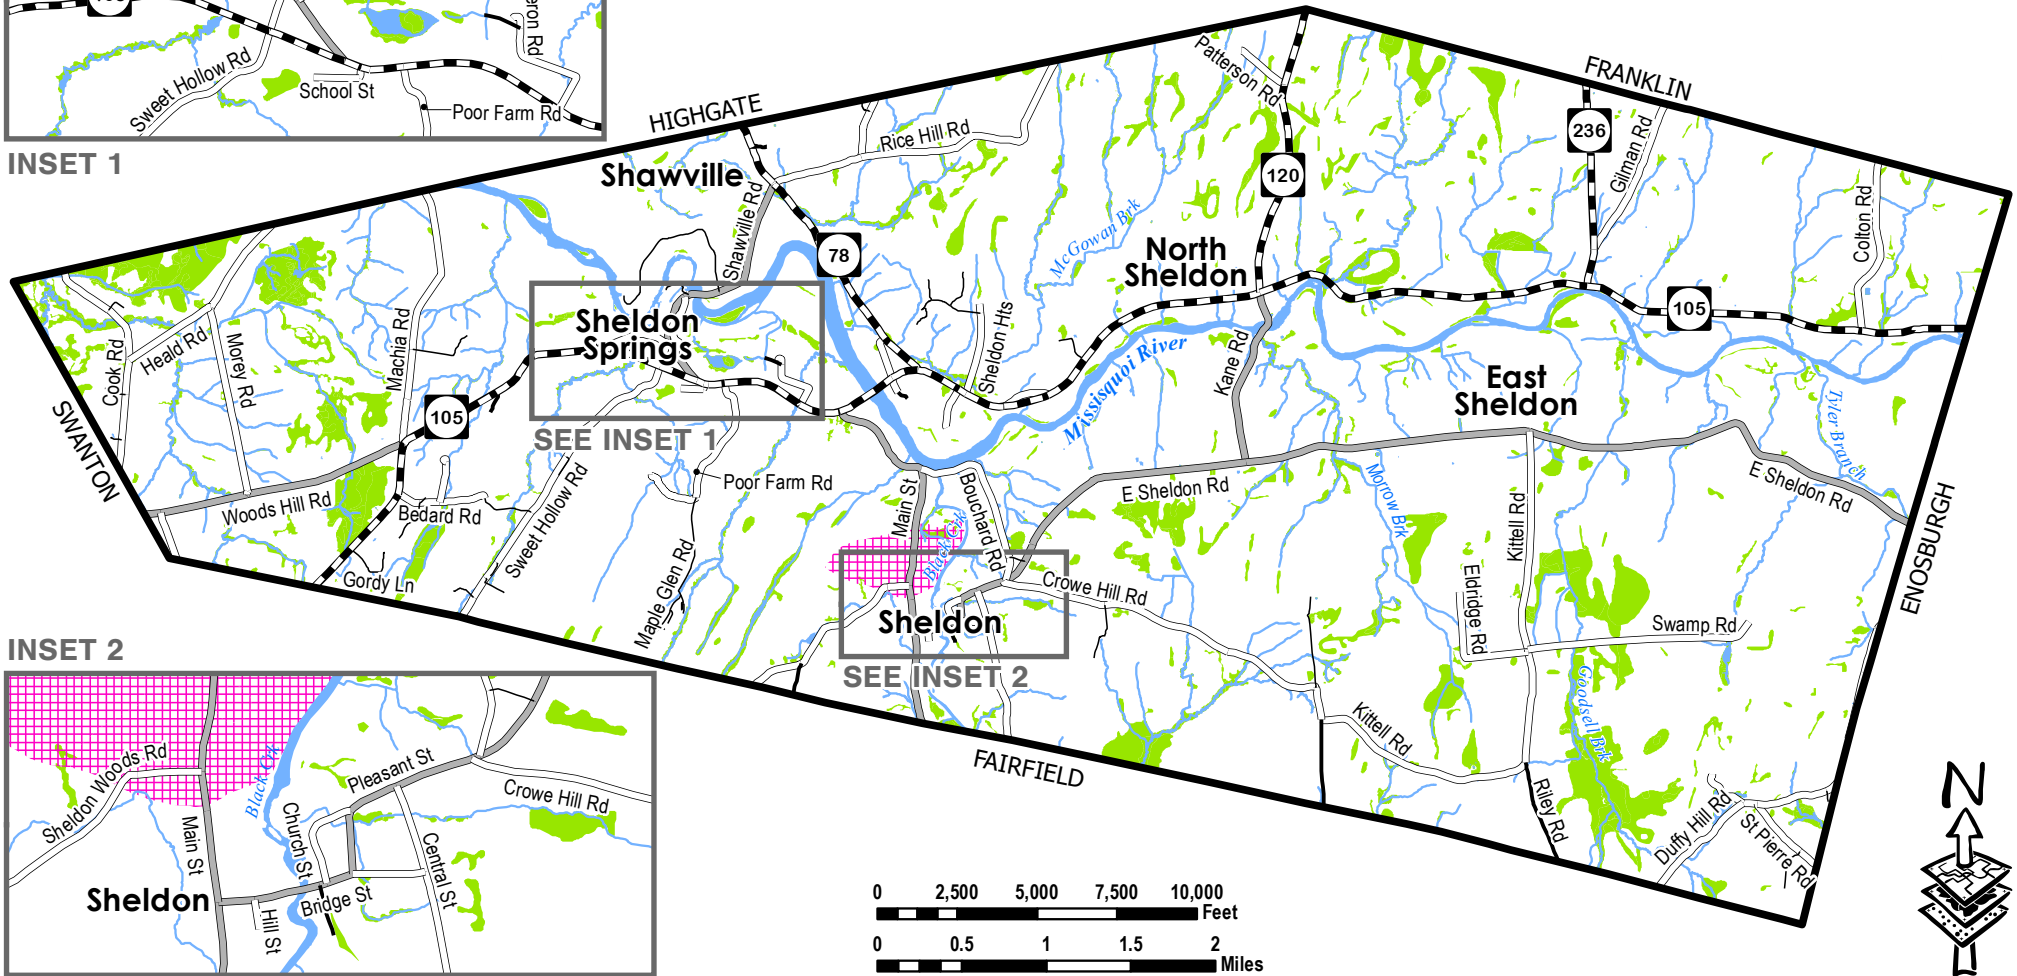 Sweet Hollow Rd
School St
Poor Farm Rd
INSET 1
HIGHGATE
FRANKLIN
SWANTON
ENOSBURGH
FAIRFIELD
Patterson Rd
Rice Hill Rd
236
Gilman Rd
120
Shawville
Shawville Rd
78
McGowan Brk
North
Sheldon
Colton Rd
105
Sheldon
Springs
Sheldon Hts
Missisquoi River
Kane Rd
East
Sheldon
Tyler Branch
Cook Rd
Heald Rd
Morey Rd
Machia Rd
105
SEE INSET 1
Woods Hill Rd
Bedard Rd
Gordy Ln
Sweet Hollow Rd
Poor Farm Rd
Maple Glen Rd
Main St
Black Crk
Bouchard Rd
E Sheldon Rd
Morrow Brk
Kittell Rd
E Sheldon Rd
Crowe Hill Rd
Sheldon
SEE INSET 2
Eldridge Rd
Swamp Rd
Goodsell Brk
Kittell Rd
Riley Rd
Duffy Hill Rd
St Pierre Rd
INSET 2
Sheldon Woods Rd
Black Crk
Pleasant St
Crowe Hill Rd
Main St
Church St
Central St
Sheldon
Hill St
Bridge St
0 2,500 5,000 7,500 10,000
Feet
0 0.5 1 1.5 2
Miles
N